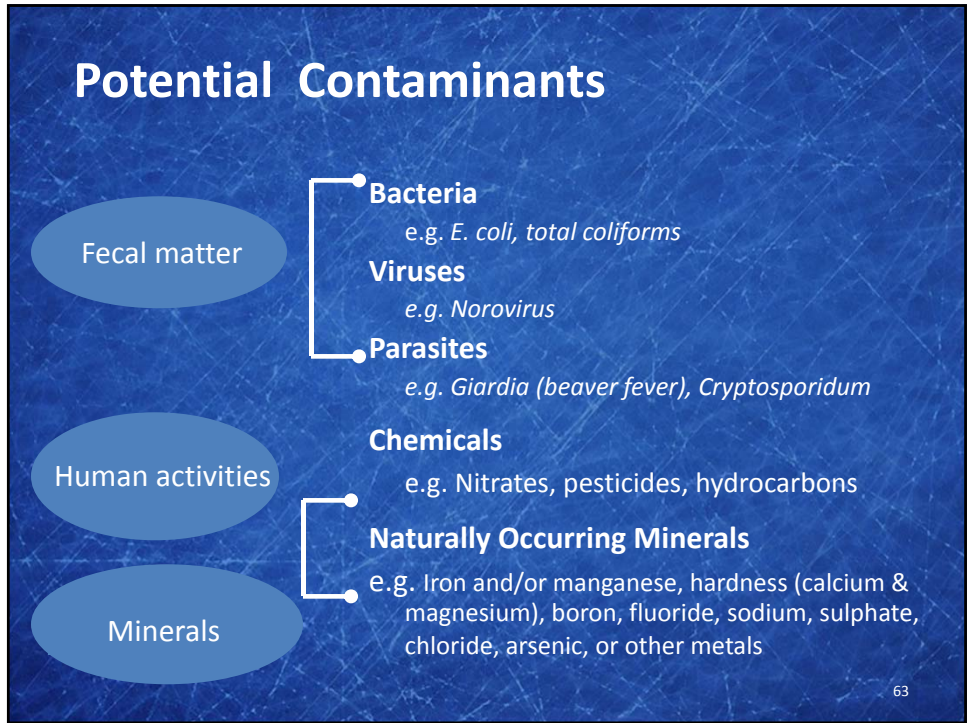 Potential Contaminants
Fecal matter
Bacteria
e.g. E. coli, total coliforms
Viruses
e.g. Norovirus
Parasites
e.g. Giardia (beaver fever), Cryptosporidum
Human activities
Chemicals
e.g. Nitrates, pesticides, hydrocarbons
Minerals
Naturally Occurring Minerals
e.g. Iron and/or manganese, hardness (calcium &
magnesium), boron, fluoride, sodium, sulphate,
chloride, arsenic, or other metals
63